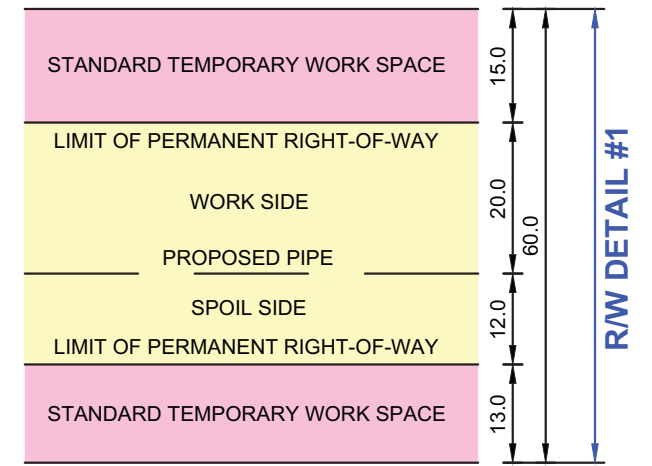 STANDARD TEMPORARY WORK SPACE
LIMIT OF PERMANENT RIGHT-OF-WAY
WORK SIDE
PROPOSED PIPE
SPOIL SIDE
LIMIT OF PERMANENT RIGHT-OF-WAY
STANDARD TEMPORARY WORK SPACE
15.0
20.0
12.0
13.0
60.0
R/W DETAIL #1